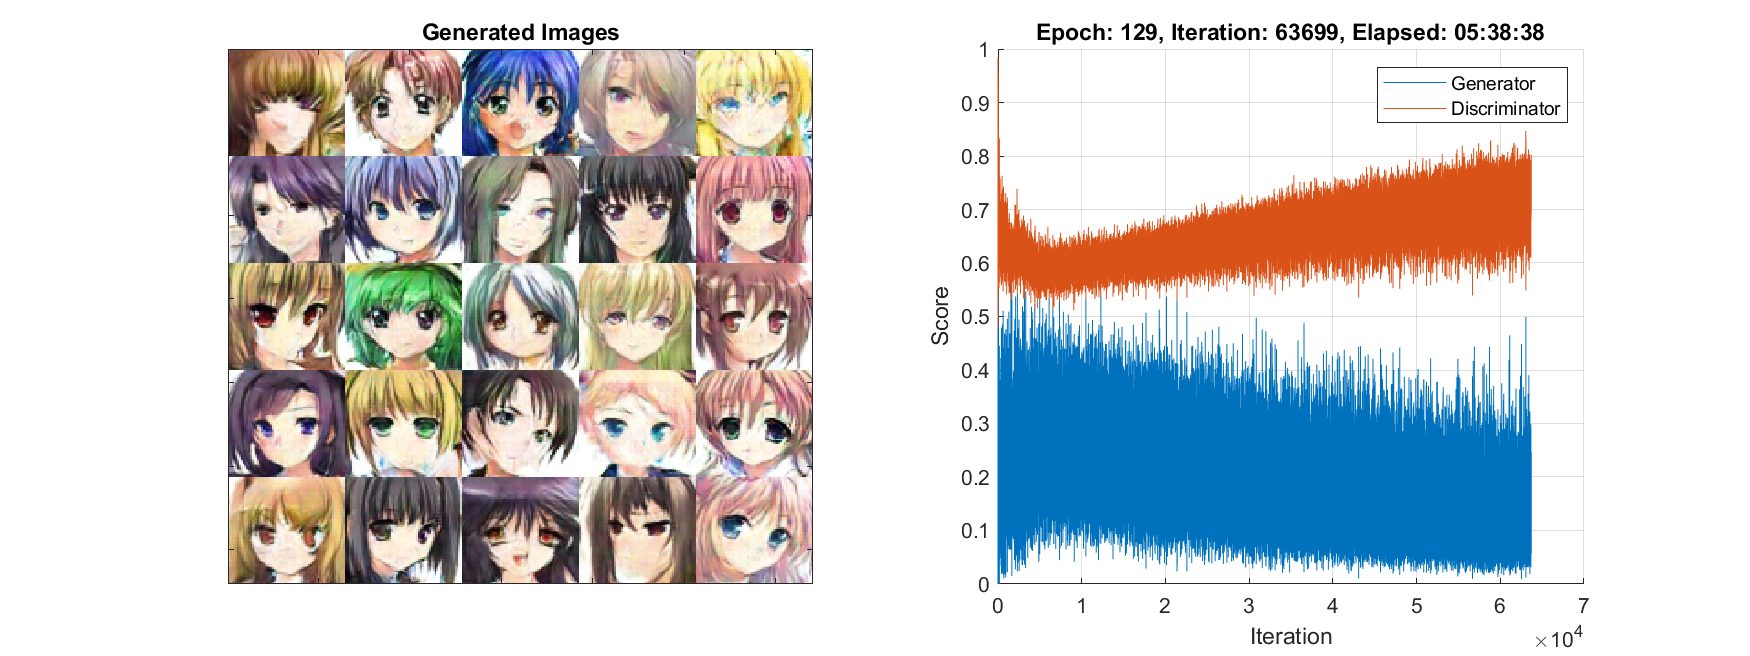 Generated Images
Epoch: 129, Iteration: 63699, Elapsed: 05:38:38
Generator
Discriminator
1
0.9
0.8
0.7
0.6
0.5
0.4
0.3
0.2
0.1
0
Score
0 1 2 3 4 5 6 7
Iteration
×10^4